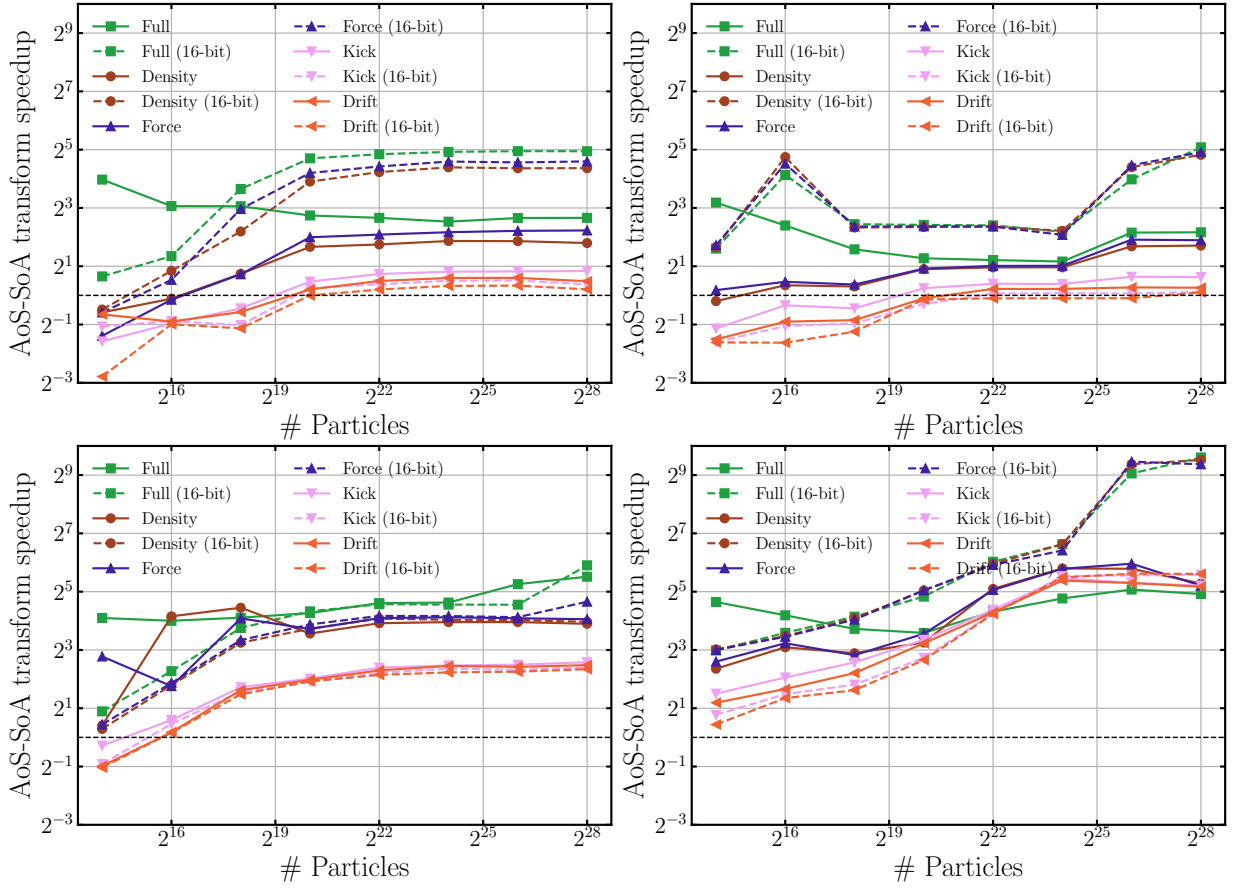 AoS-SoA transform speedup
2^9
2^7
2^5
2^3
2^1
2^−1
2^−3
Full
Full (16-bit)
Density
Density (16-bit)
Force
Force (16-bit)
Kick
Kick (16-bit)
Drift
Drift (16-bit)
2^16 2^19 2^22 2^25 2^28
# Particles
AoS-SoA transform speedup
2^9
2^7
2^5
2^3
2^1
2^−1
2^−3
Full
Full (16-bit)
Density
Density (16-bit)
Force
Force (16-bit)
Kick
Kick (16-bit)
Drift
Drift (16-bit)
2^16 2^19 2^22 2^25 2^28
# Particles
AoS-SoA transform speedup
2^9
2^7
2^5
2^3
2^1
2^−1
2^−3
Full
Full (16-bit)
Density
Density (16-bit)
Force
Force (16-bit)
Kick
Kick (16-bit)
Drift
Drift (16-bit)
2^16 2^19 2^22 2^25 2^28
# Particles
AoS-SoA transform speedup
2^9
2^7
2^5
2^3
2^1
2^−1
2^−3
Full
Full (16-bit)
Density
Density (16-bit)
Force
Force (16-bit)
Kick
Kick (16-bit)
Drift
Drift (16-bit)
2^16 2^19 2^22 2^25 2^28
# Particles